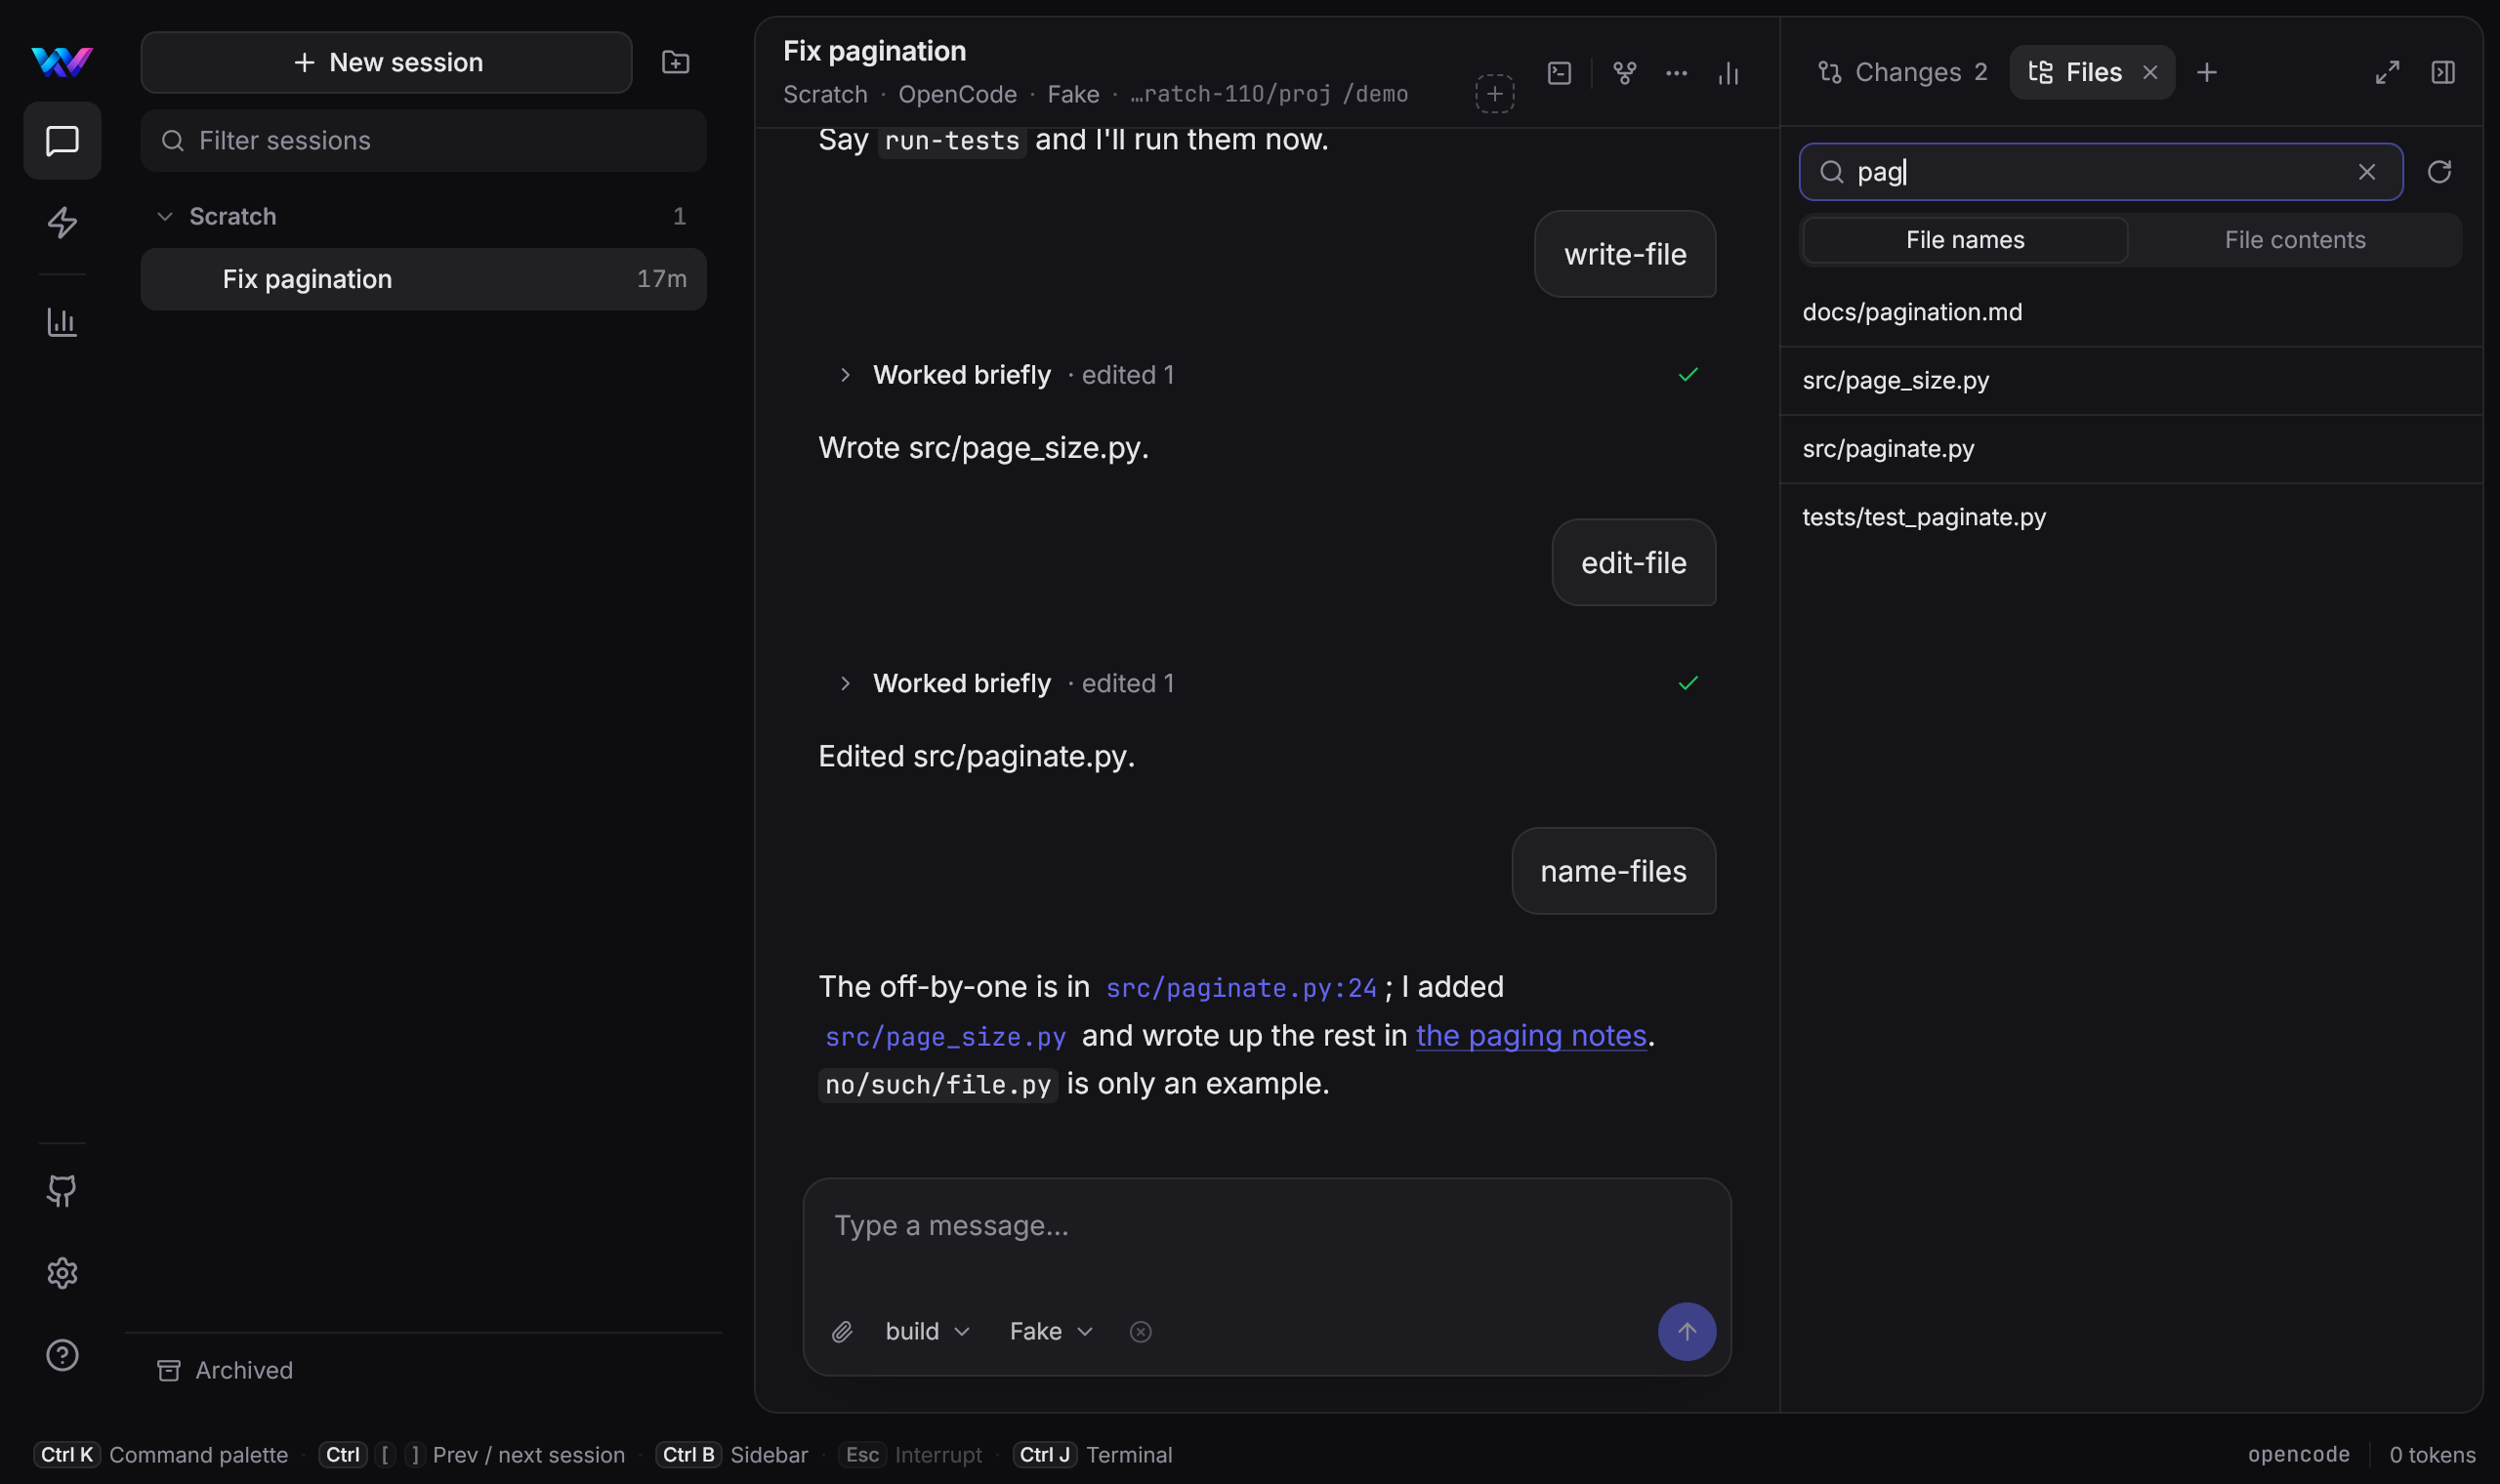 New session
Filter sessions
Scratch 1
Fix pagination 17m
Archived
Fix pagination
Scratch · OpenCode · Fake · …ratch-110/proj /demo
Say run-tests and I'll run them now.
write-file
Worked briefly · edited 1
Wrote src/page_size.py.
edit-file
Worked briefly · edited 1
Edited src/paginate.py.
name-files
The off-by-one is in src/paginate.py:24; I added
src/page_size.py and wrote up the rest in the paging notes.
no/such/file.py is only an example.
Type a message...
build Fake
Changes 2 Files
pag
File names File contents
docs/pagination.md
src/page_size.py
src/paginate.py
tests/test_paginate.py
Ctrl K Command palette · Ctrl [ ] Prev / next session · Ctrl B Sidebar · Esc Interrupt · Ctrl J Terminal
opencode 0 tokens